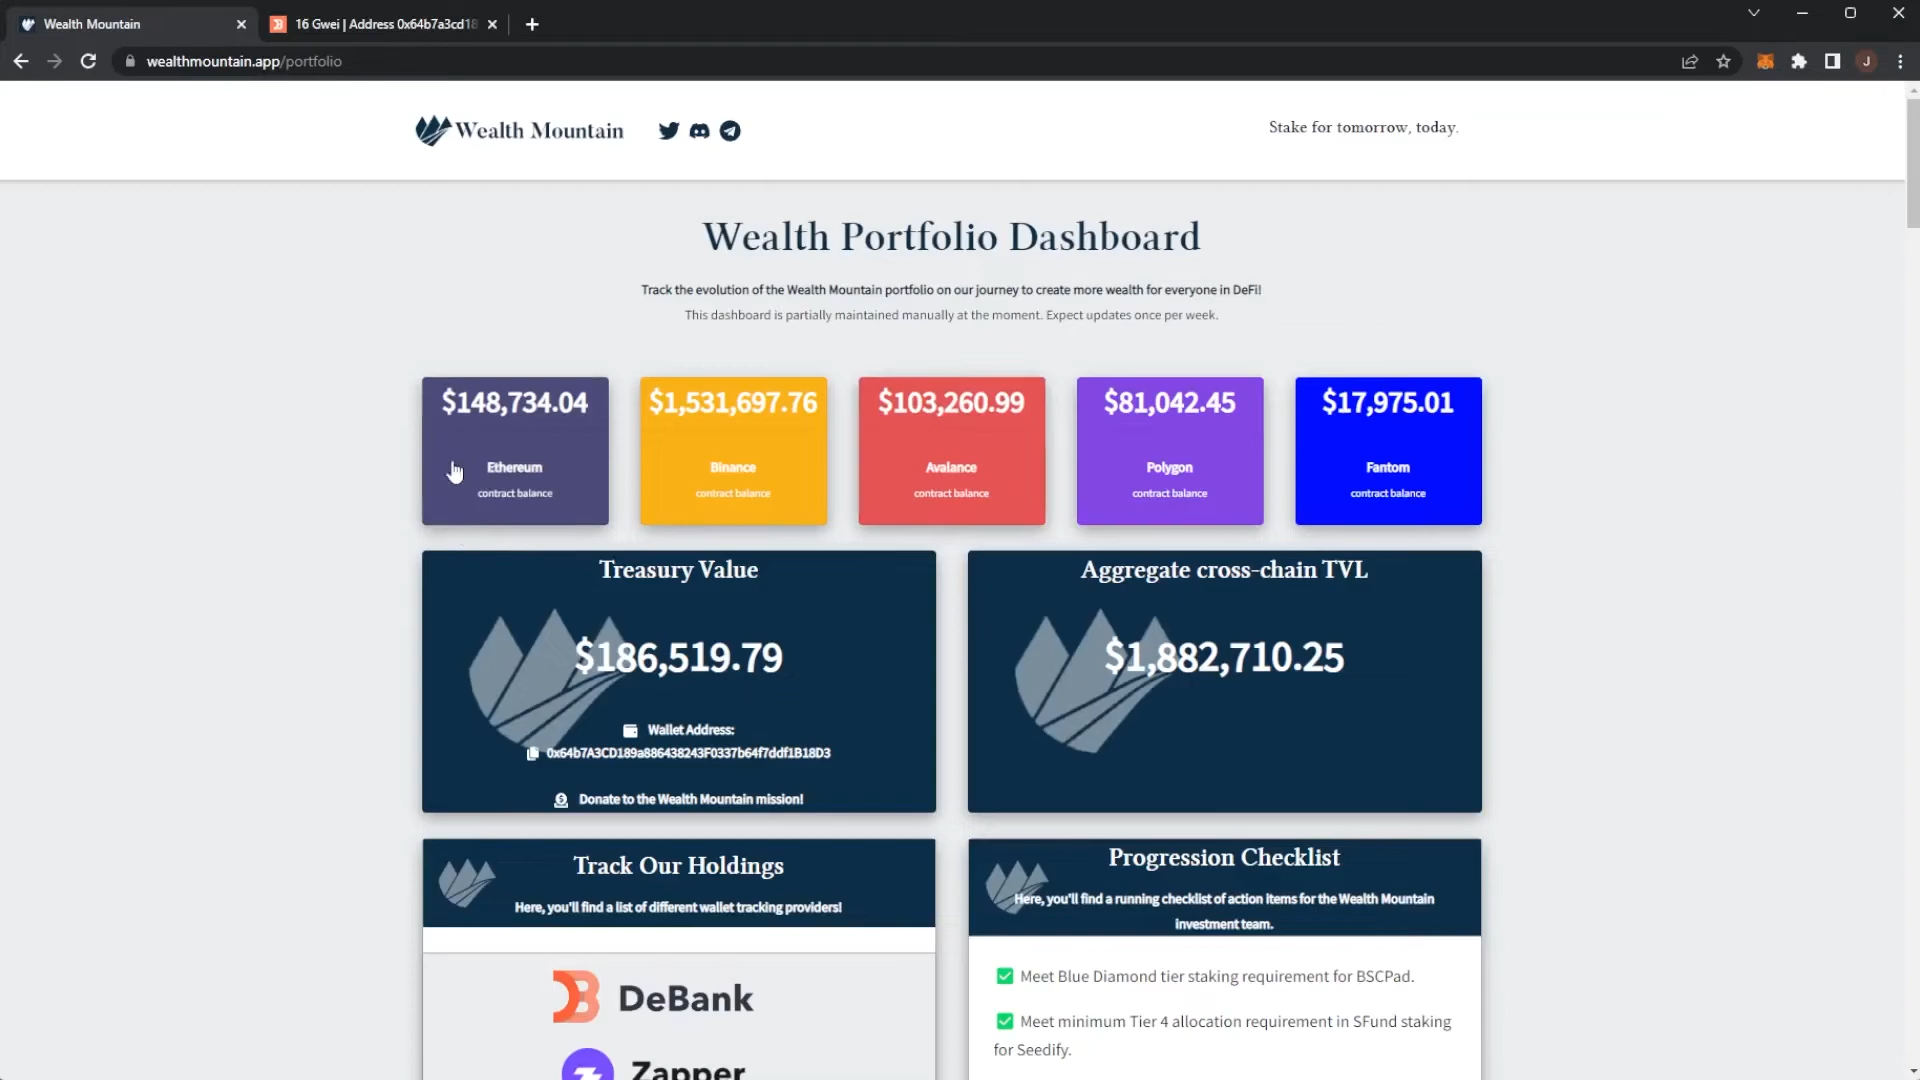 Wealth Mountain
16 Gwei | Address 0x64b7a3cd18
wealthmountain.app/portfolio
J
Wealth Mountain
Stake for tomorrow, today.
Wealth Portfolio Dashboard
Track the evolution of the Wealth Mountain portfolio on our journey to create more wealth for everyone in DeFi!
This dashboard is partially maintained manually at the moment. Expect updates once per week.
$148,734.04
Ethereum
contract balance
$1,531,697.76
Binance
contract balance
$103,260.99
Avalance
contract balance
$81,042.45
Polygon
contract balance
$17,975.01
Fantom
contract balance
Treasury Value
$186,519.79
Wallet Address:
0x64b7A3CD189a886438243F0337b64f7ddf1B18D3
Donate to the Wealth Mountain mission!
Aggregate cross-chain TVL
$1,882,710.25
Track Our Holdings
Here, you'll find a list of different wallet tracking providers!
DeBank
Zapper
Progression Checklist
Here, you'll find a running checklist of action items for the Wealth Mountain
investment team.
Meet Blue Diamond tier staking requirement for BSCPad.
Meet minimum Tier 4 allocation requirement in SFund staking
for Seedify.